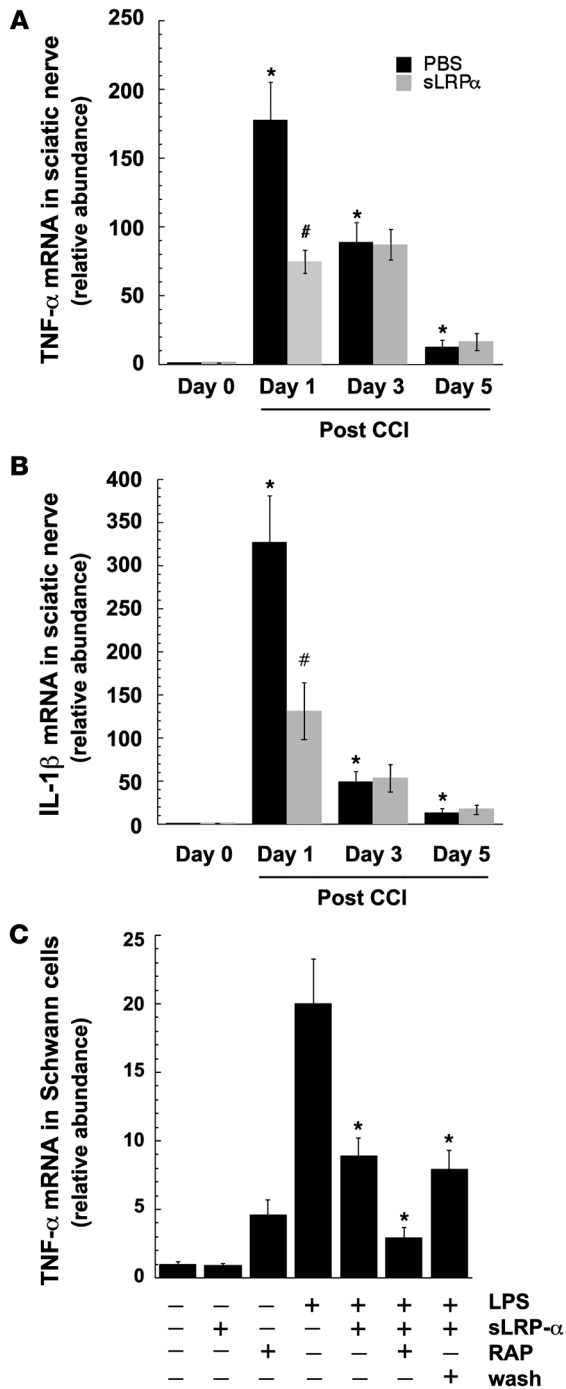 A
TNF-α mRNA in sciatic nerve
(relative abundance)
250
200
150
100
50
0
PBS
sLRPα
*
#
*
*
Day 0 Day 1 Day 3 Day 5
Post CCI
B
IL-1β mRNA in sciatic nerve
(relative abundance)
400
350
300
250
200
150
100
50
0
*
#
*
*
Day 0 Day 1 Day 3 Day 5
Post CCI
C
TNF-α mRNA in Schwann cells
(relative abundance)
25
20
15
10
5
0
*
*
*
– – – + + + + LPS
– + – – + + + sLRP-α
– – + – – + – RAP
– – – – – – + wash